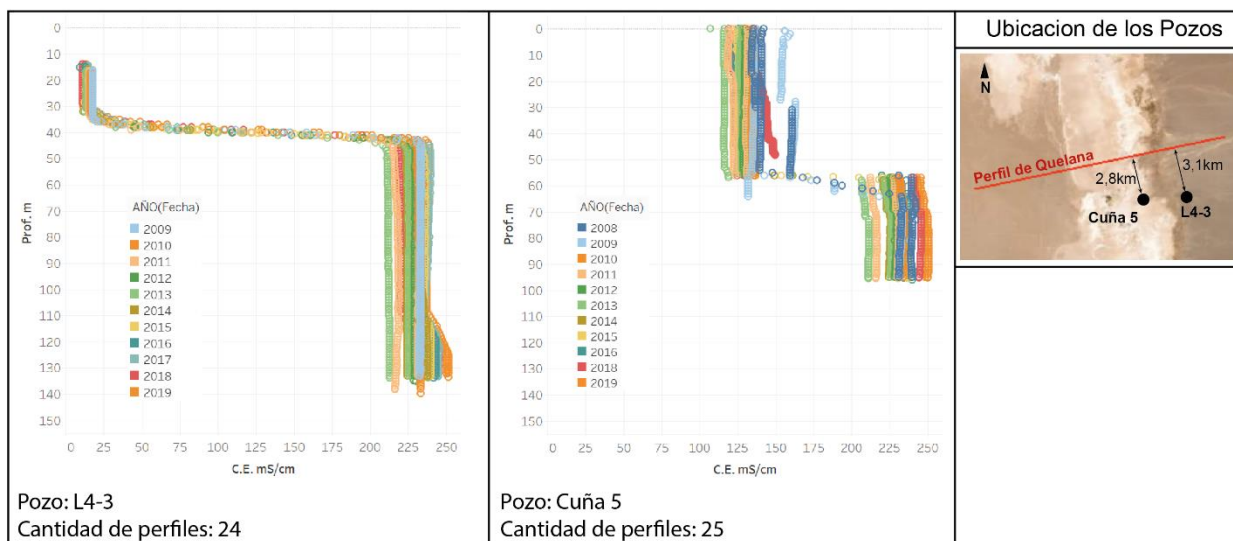 0
10
20
30
40
50
60
70
80
90
100
110
120
130
140
150
Prof. m
AÑO(Fecha)
2009
2010
2011
2012
2013
2014
2015
2016
2017
2018
2019
0 25 50 75 100 125 150 175 200 225 250
C.E. mS/cm
Pozo: L4-3
Cantidad de perfiles: 24
0
10
20
30
40
50
60
70
80
90
100
110
120
130
140
150
Prof. m
AÑO(Fecha)
2008
2009
2010
2011
2012
2013
2014
2015
2016
2018
2019
0 25 50 75 100 125 150 175 200 225 250
C.E. mS/cm
Pozo: Cuña 5
Cantidad de perfiles: 25
Ubicacion de los Pozos
N
Perfil de Quelana
2,8km
3,1km
Cuña 5
L4-3